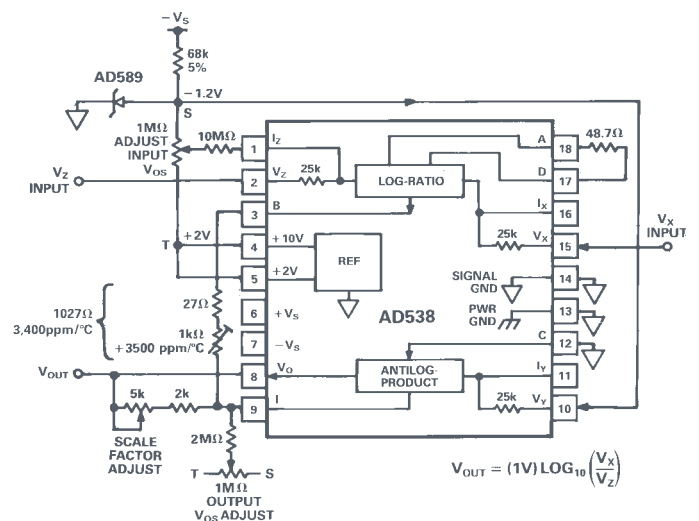 − VS
68k
5%
AD589
− 1.2V
S
1MΩ
ADJUST
INPUT
VOS
10MΩ
1
IZ
A
18
48.7Ω
VZ
INPUT
2
VZ
25k
LOG-RATIO
D
17
3
B
IX
16
VX
INPUT
T
+2V
4
+ 10V
REF
25k
VX
15
5
+2V
SIGNAL
GND
14
1027Ω
3,400ppm/°C
27Ω
1kΩ
+3500 ppm/°C
6
+VS
AD538
PWR
GND
13
7
−VS
C
12
VOUT
8
VO
ANTILOG-
PRODUCT
IY
11
5k
2k
9
I
25k
VY
10
SCALE
FACTOR
ADJUST
2MΩ
T
S
1MΩ
OUTPUT
VOS ADJUST
VOUT = (1V) LOG10 (VX/VZ)